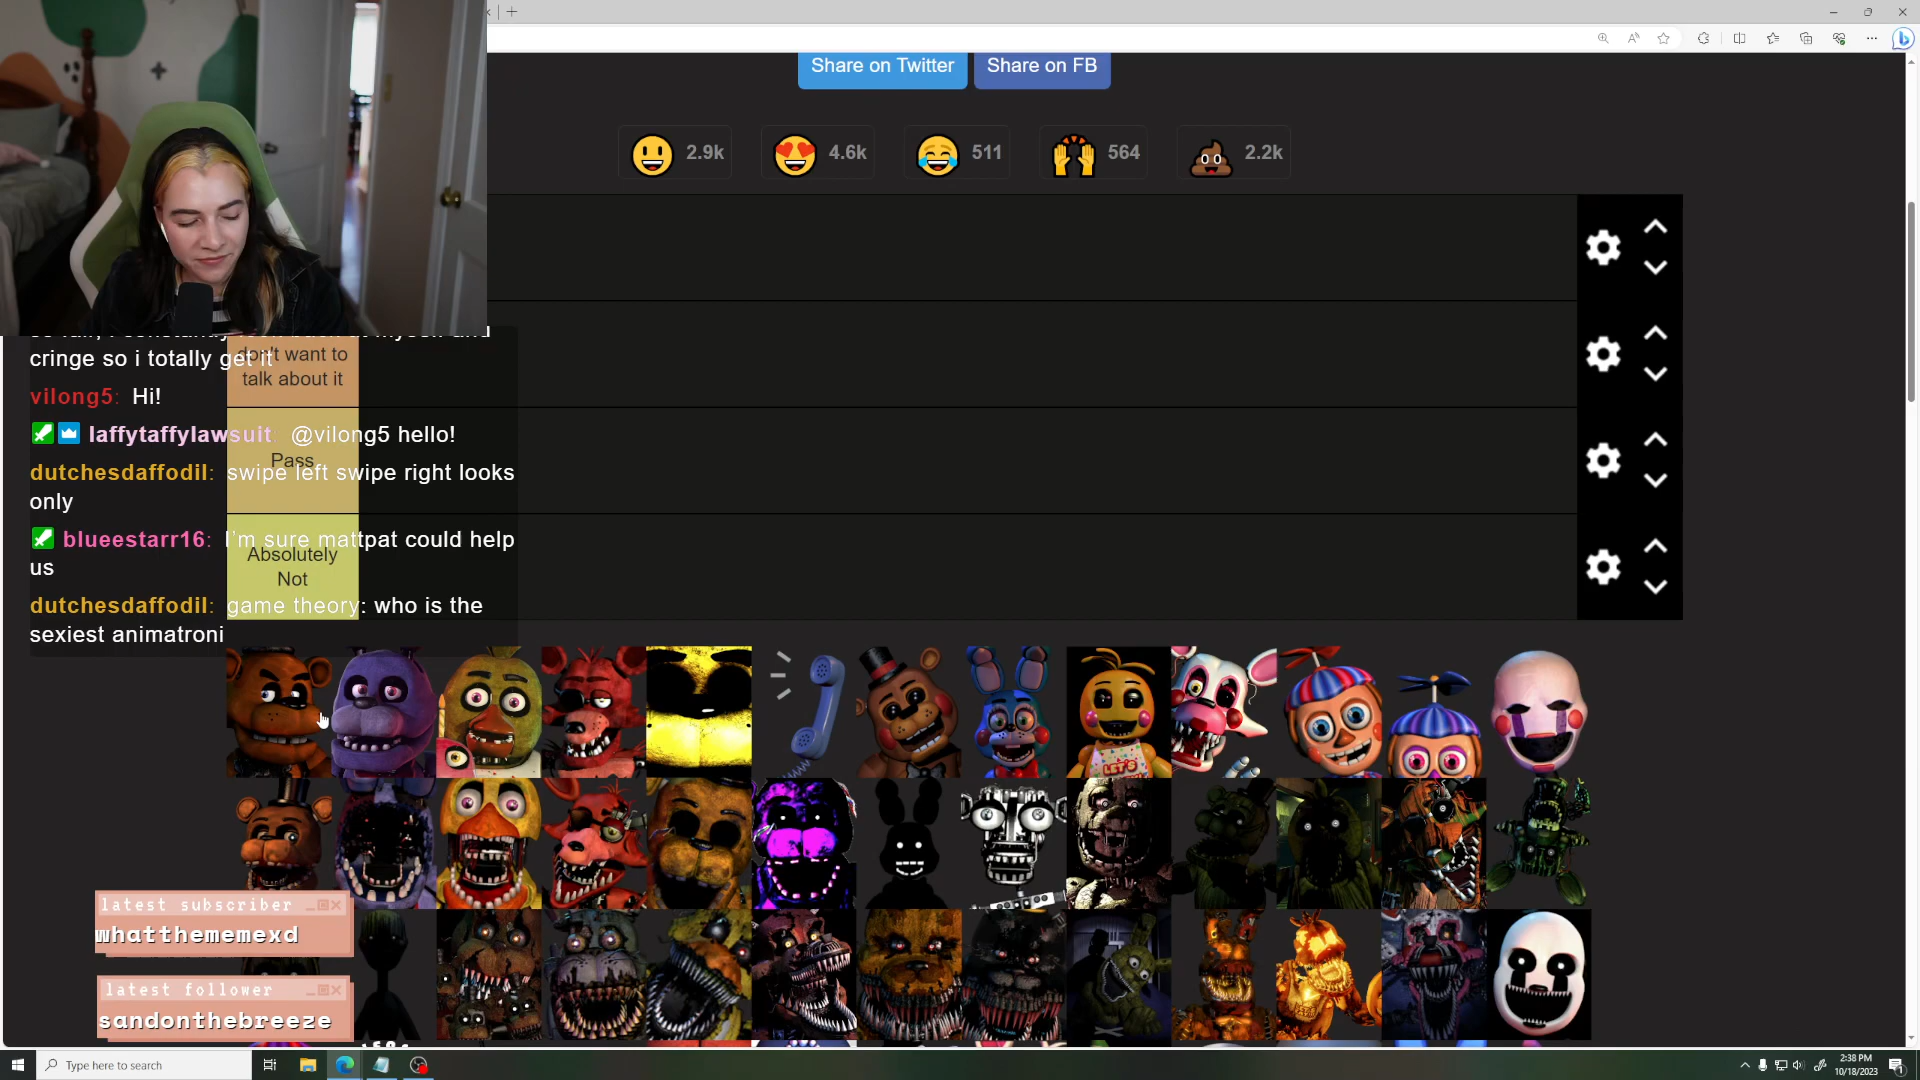 Share on Twitter
Share on FB
2.9k
4.6k
511
564
2.2k
cringe so i totally get it
don't want to
talk about it
vilong5: Hi!
laffytaffylawsuit: @vilong5 hello!
Pass
dutchesdaffodil: swipe left swipe right looks
only
blueestarr16: I'm sure mattpat could help
us
Absolutely
Not
dutchesdaffodil: game theory: who is the
sexiest animatroni
LET'S
latest subscriber
whatthememexd
latest follower
sandonthebreeze
Type here to search
2:38 PM
10/18/2023